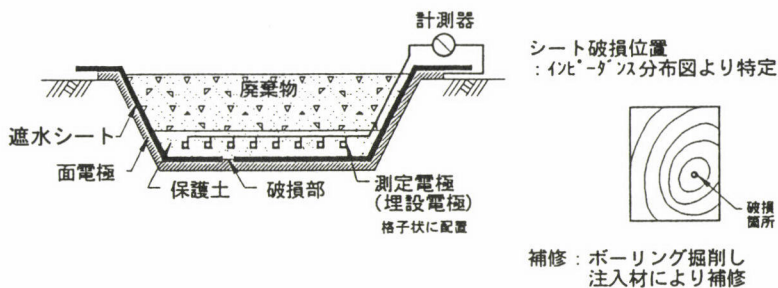 計測器
シート破損位置
：インピーダンス分布図より特定
廃棄物
遮水シート
面電極
保護土
破損部
測定電極
(埋設電極)
格子状に配置
破損
箇所
補修：ボーリング掘削し
注入材により補修